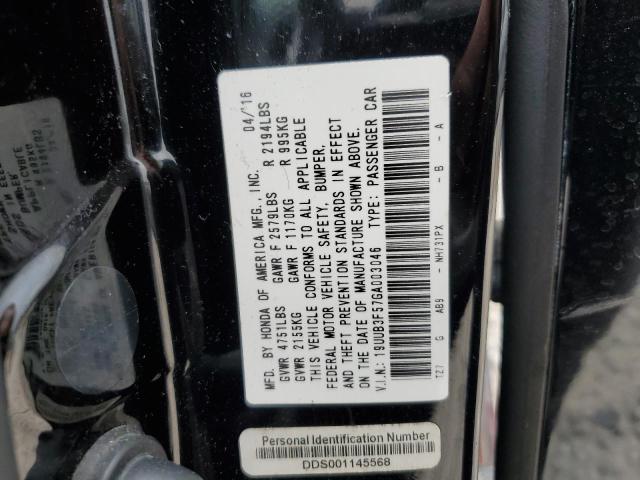 MFD. BY HONDA OF AMERICA MFG., INC. 04/'16
GVWR 4751LBS GAWR F 2579LBS R 2194LBS
GVWR 2155KG GAWR F 1170KG R 995KG
THIS VEHICLE CONFORMS TO ALL APPLICABLE
FEDERAL MOTOR VEHICLE SAFETY, BUMPER,
AND THEFT PREVENTION STANDARDS IN EFFECT
ON THE DATE OF MANUFACTURE SHOWN ABOVE.
V.I.N.: 19UUB3F57GA003046 TYPE: PASSENGER CAR
TZ7 G AB9 - NH731PX - B - A
Personal Identification Number
DDS001145568